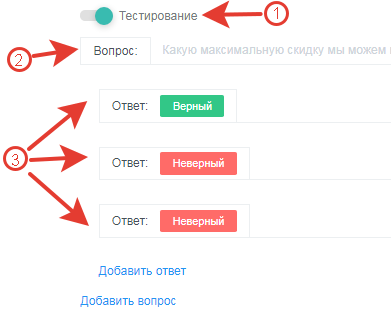 Тестирование 1
2 Вопрос: Какую максимальную скидку мы можем
Ответ: Верный
3 Ответ: Неверный
Ответ: Неверный
Добавить ответ
Добавить вопрос